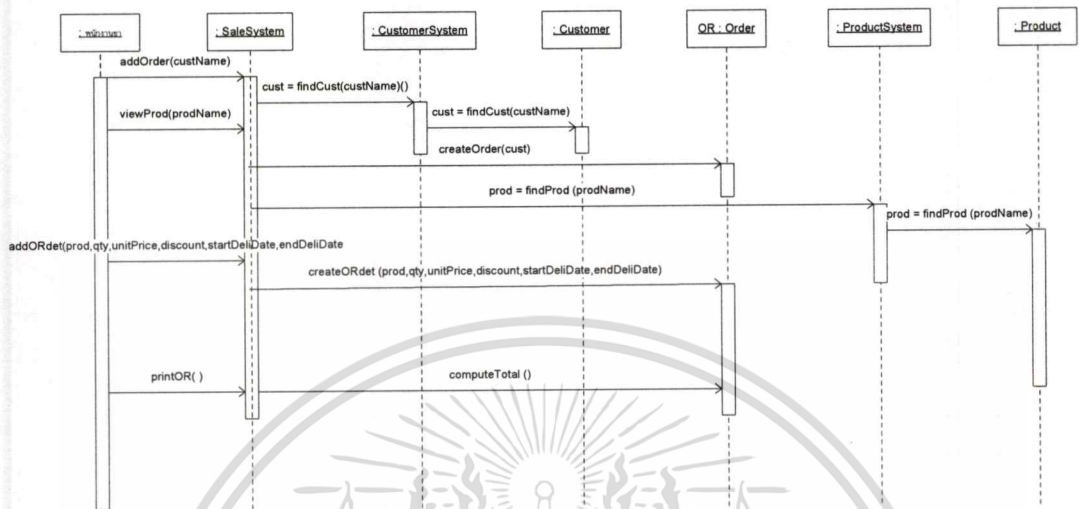 : พนักงานขา
: SaleSystem
: CustomerSystem
: Customer
OR : Order
: ProductSystem
: Product
addOrder(custName)
cust = findCust(custName)()
viewProd(prodName)
cust = findCust(custName)
createOrder(cust)
prod = findProd (prodName)
prod = findProd (prodName)
addORdet(prod,qty,unitPrice,discount,startDeliDate,endDeliDate
createORdet (prod,qty,unitPrice,discount,startDeliDate,endDeliDate)
printOR( )
computeTotal ()